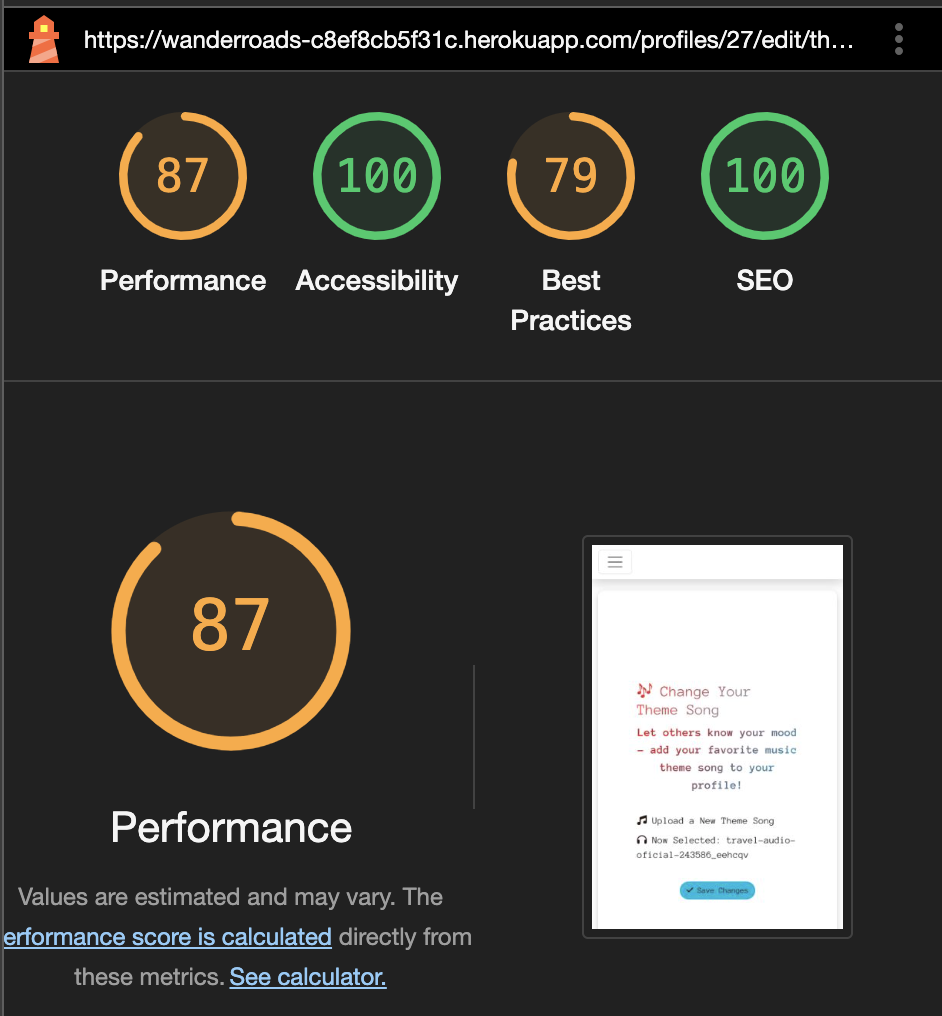 https://wanderroads-c8ef8cb5f31c.herokuapp.com/profiles/27/edit/th…
87
100
79
100
Performance
Accessibility
Best
Practices
SEO
87
Performance
Values are estimated and may vary. The
erformance score is calculated directly from
these metrics. See calculator.
🎶 Change Your
Theme Song
Let others know your mood
– add your favorite music
theme song to your
profile!
🎵 Upload a New Theme Song
🎧 Now Selected: travel-audio-
oficial-243586_eehcqv
✔ Save Changes